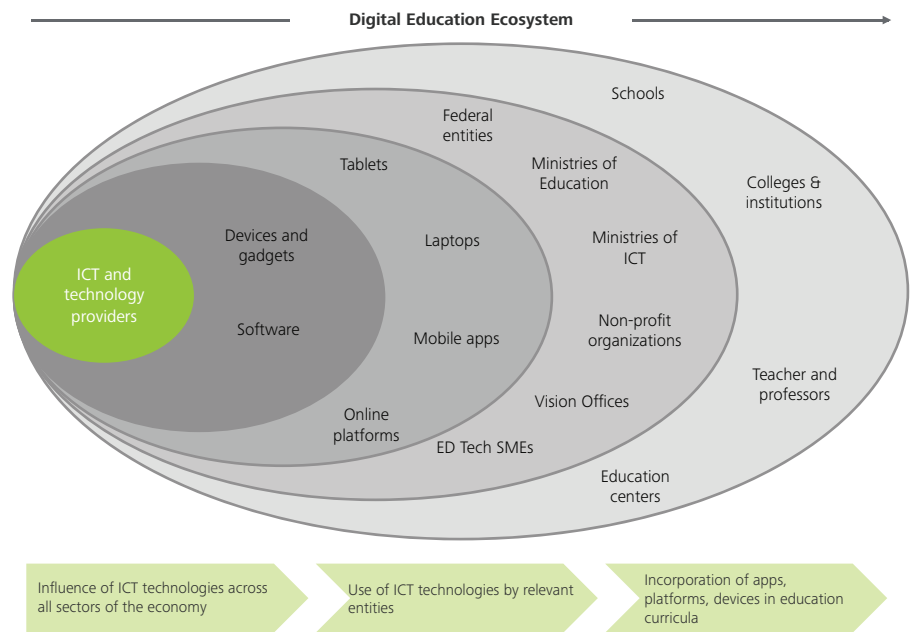 Digital Education Ecosystem
Schools
Federal
entities
Tablets
Ministries of
Education
Colleges &
institutions
Devices and
gadgets
Laptops
Ministries of
ICT
ICT and
technology
providers
Software
Mobile apps
Non-profit
organizations
Teacher and
professors
Vision Offices
Online
platforms
ED Tech SMEs
Education
centers
Influence of ICT technologies across
all sectors of the economy
Use of ICT technologies by relevant
entities
Incorporation of apps,
platforms, devices in education
curricula